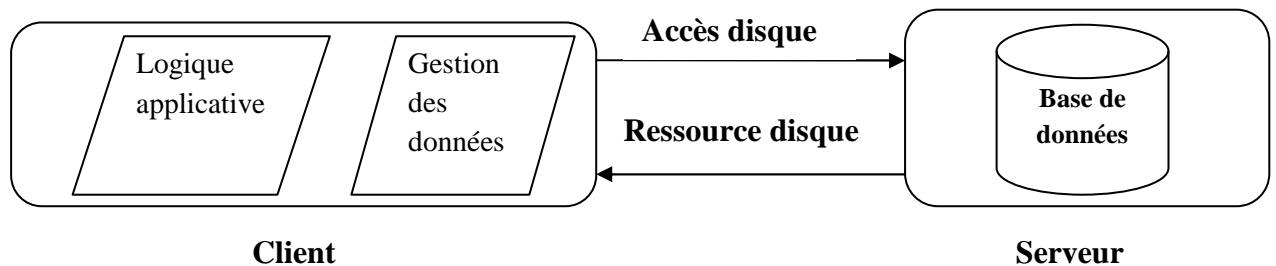 Logique
applicative
Gestion
des
données
Accès disque
Ressource disque
Base de
données
Client
Serveur